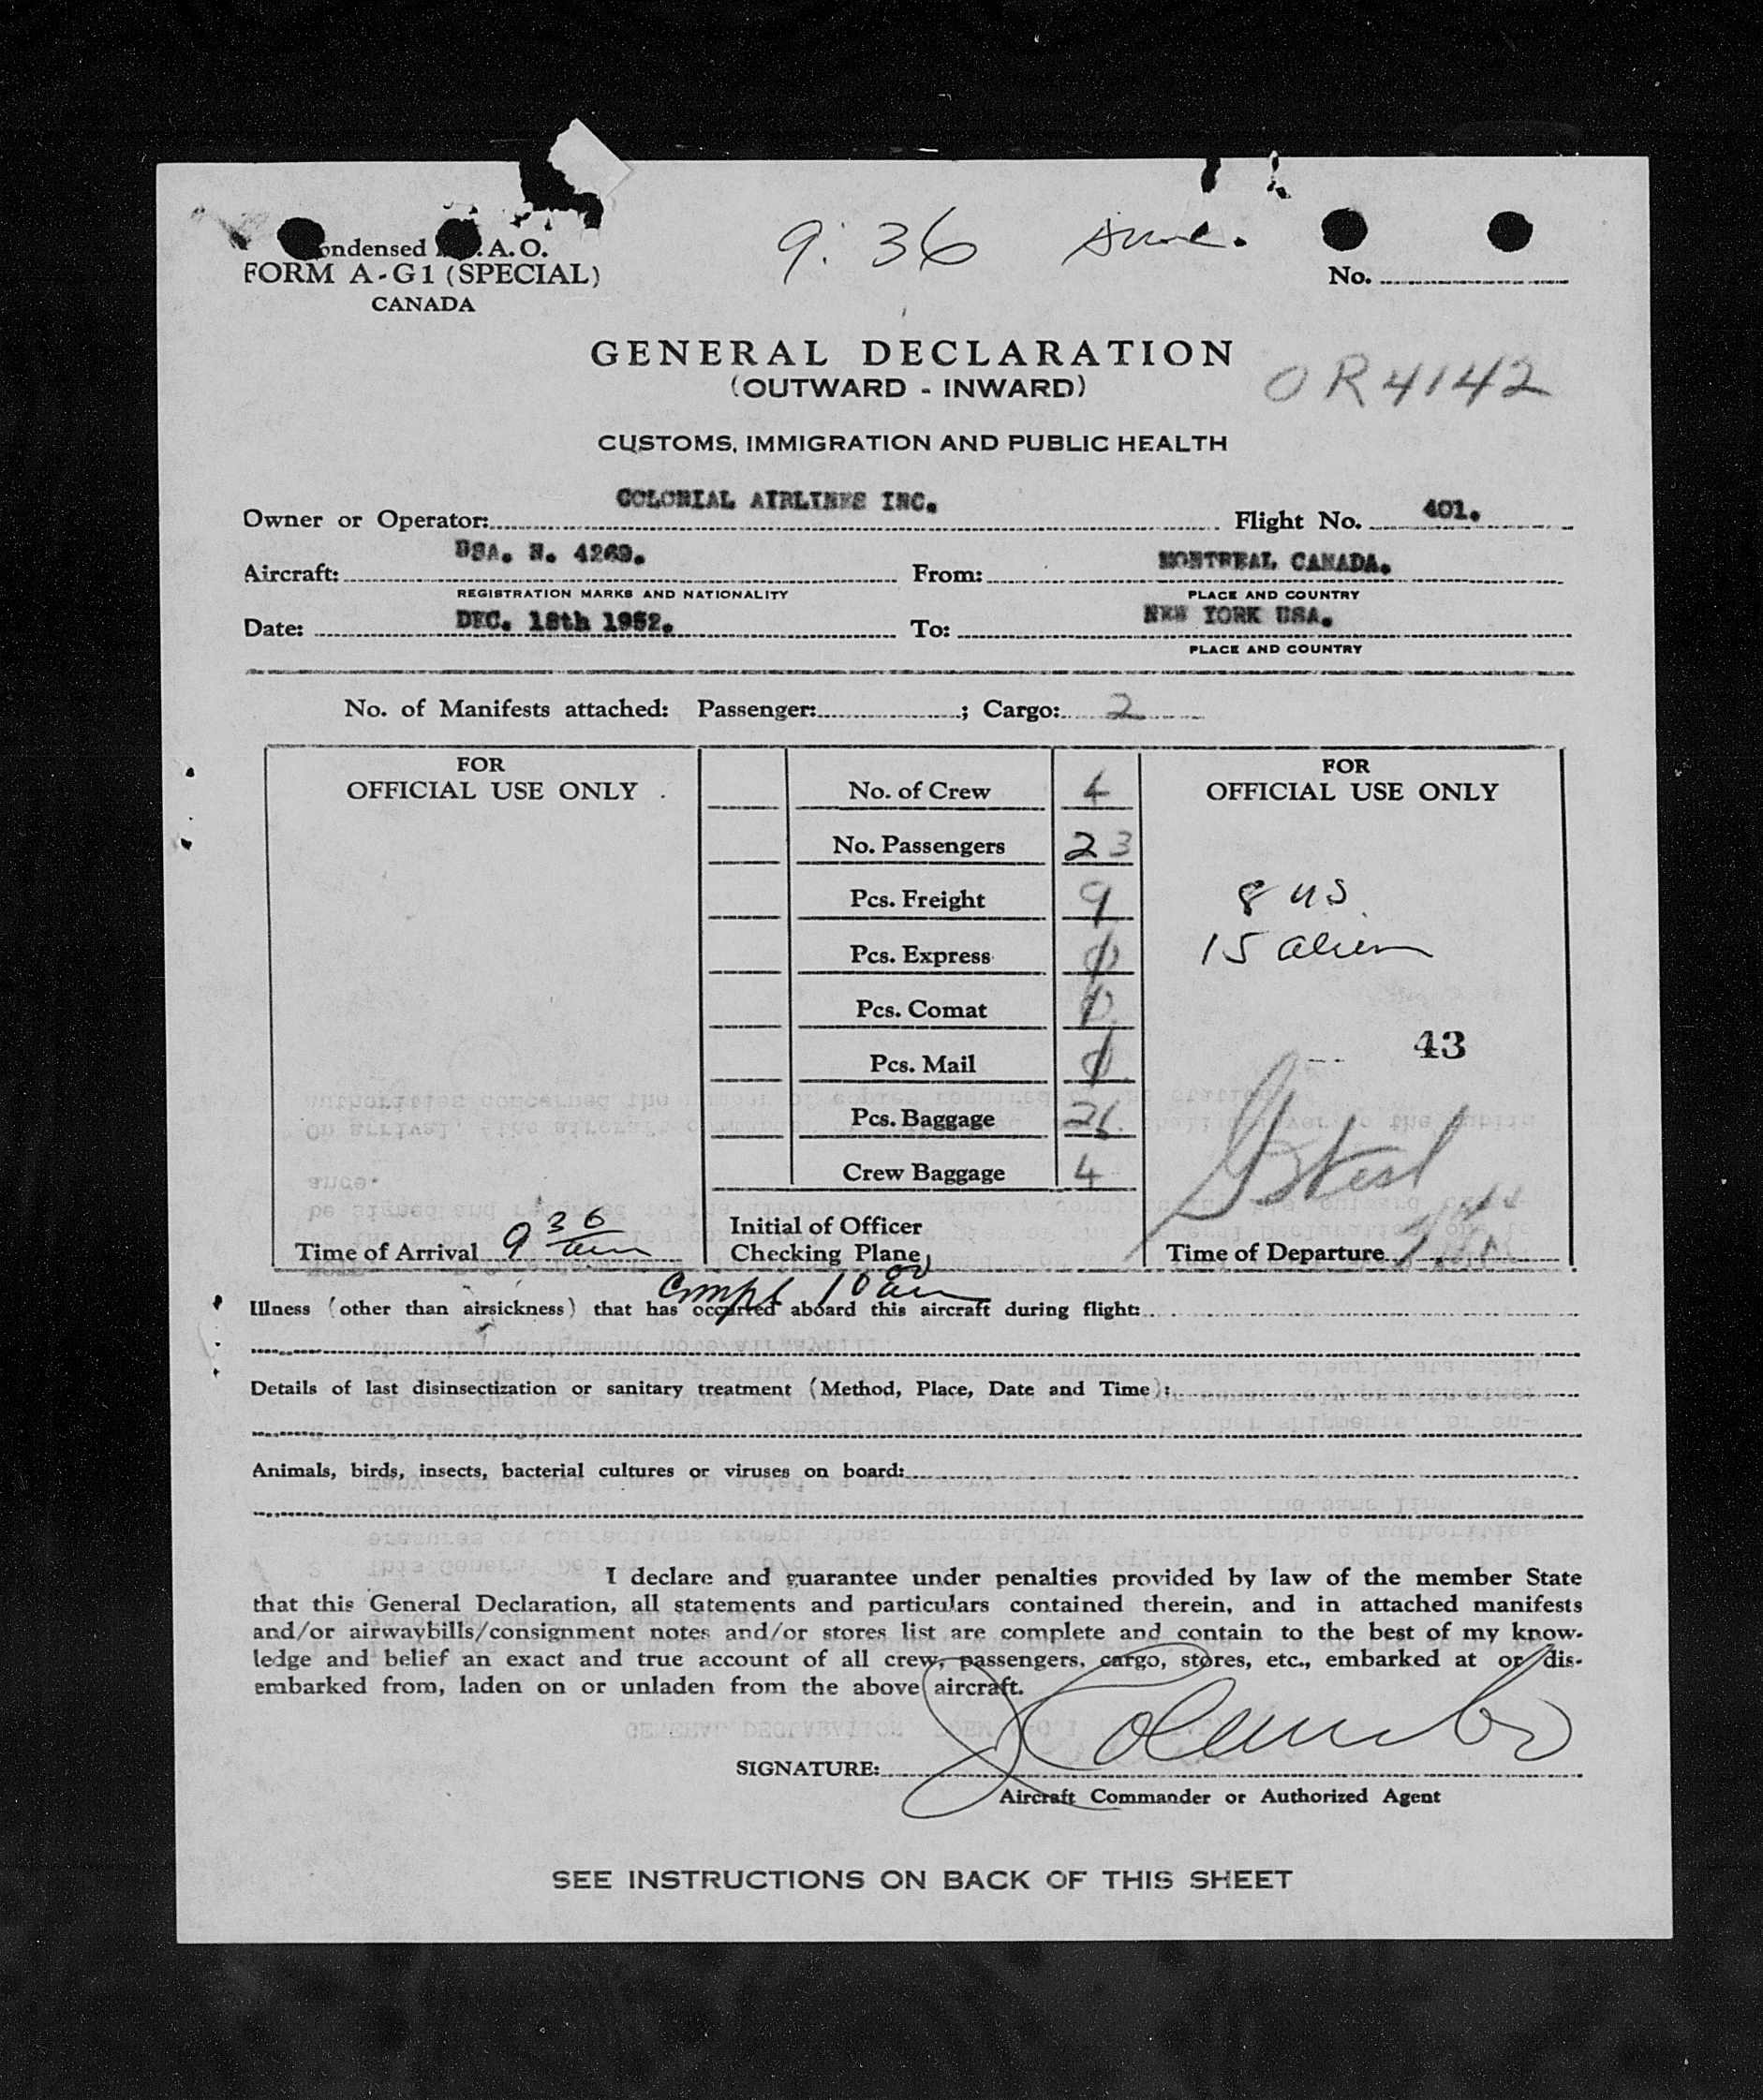 ondensed A. O.
9:36
FORM A-G1 (SPECIAL)
No.
CANADA
GENERAL DECLARATION
(OUTWARD - INWARD)
OR4142
CUSTOMS, IMMIGRATION AND PUBLIC HEALTH
Owner or Operator: COLONIAL AIRLINES INC. Flight No. 401.
Aircraft: USA. N. 4269. From: MONTREAL CANADA.
REGISTRATION MARKS AND NATIONALITY PLACE AND COUNTRY
Date: DEC. 18th 1952. To: NEW YORK USA.
PLACE AND COUNTRY
No. of Manifests attached: Passenger: ; Cargo: 2
FOR
OFFICIAL USE ONLY
No. of Crew 4
No. Passengers 23
Pcs. Freight 9
Pcs. Express 0
Pcs. Comat 0
Pcs. Mail 0
Pcs. Baggage 26
Crew Baggage 4
Initial of Officer
Checking Plane
FOR
OFFICIAL USE ONLY
8 US
15 alien
43
Time of Arrival 9 36 am
Time of Departure
Compl 10 00 am
Illness (other than airsickness) that has occurred aboard this aircraft during flight:
Details of last disinsectization or sanitary treatment (Method, Place, Date and Time):
Animals, birds, insects, bacterial cultures or viruses on board:
I declare and guarantee under penalties provided by law of the member State
that this General Declaration, all statements and particulars contained therein, and in attached manifests
and/or airwaybills/consignment notes and/or stores list are complete and contain to the best of my know-
ledge and belief an exact and true account of all crew, passengers, cargo, stores, etc., embarked at or dis-
embarked from, laden on or unladen from the above aircraft.
SIGNATURE:
Aircraft Commander or Authorized Agent
SEE INSTRUCTIONS ON BACK OF THIS SHEET